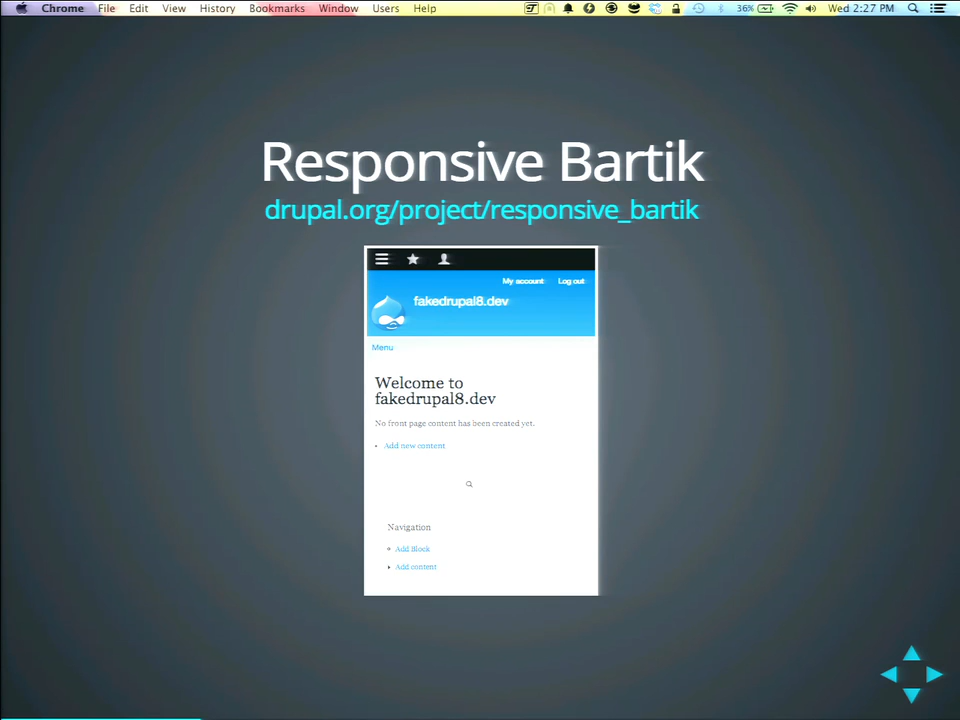 Chrome File Edit View History Bookmarks Window Users Help 36% Wed 2:27 PM
Responsive Bartik
drupal.org/project/responsive_bartik
My account Log out
fakedrupal8.dev
Menu
Welcome to
fakedrupal8.dev
No front page content has been created yet.
Add new content
Navigation
Add Block
Add content